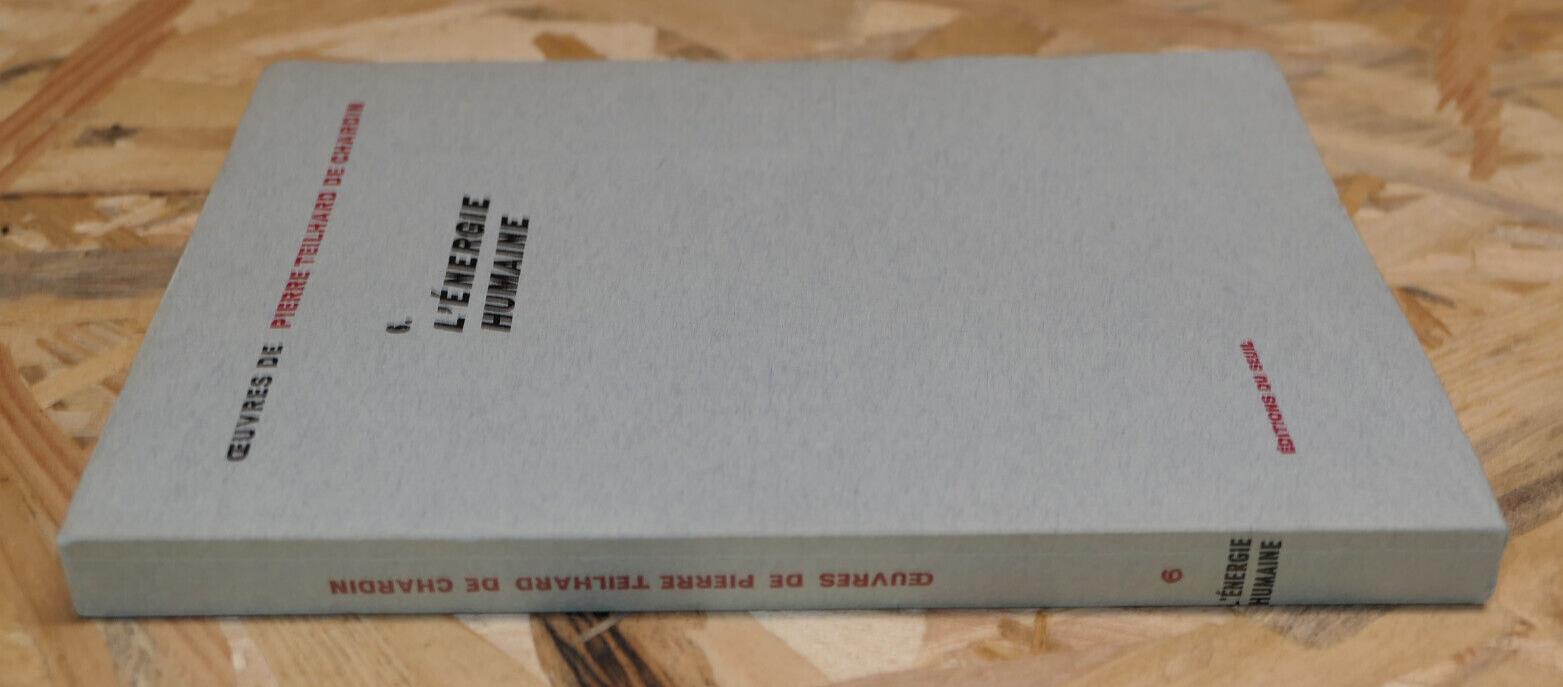 ŒUVRES DE PIERRE TEILHARD DE CHARDIN
6.
L'ÉNERGIE
HUMAINE
ÉDITIONS DU SEUIL
ŒUVRES DE PIERRE TEILHARD DE CHARDIN
6
L'ÉNERGIE
HUMAINE